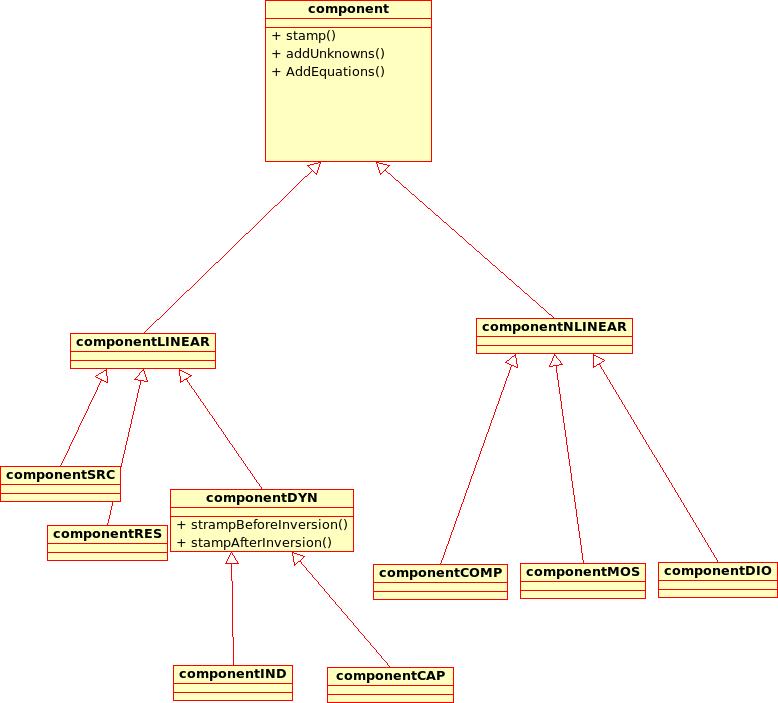 component
+ stamp()
+ addUnknowns()
+ AddEquations()
componentLINEAR
componentNLINEAR
componentSRC
componentRES
componentDYN
+ strampBeforeInversion()
+ stampAfterInversion()
componentCOMP
componentMOS
componentDIO
componentIND
componentCAP